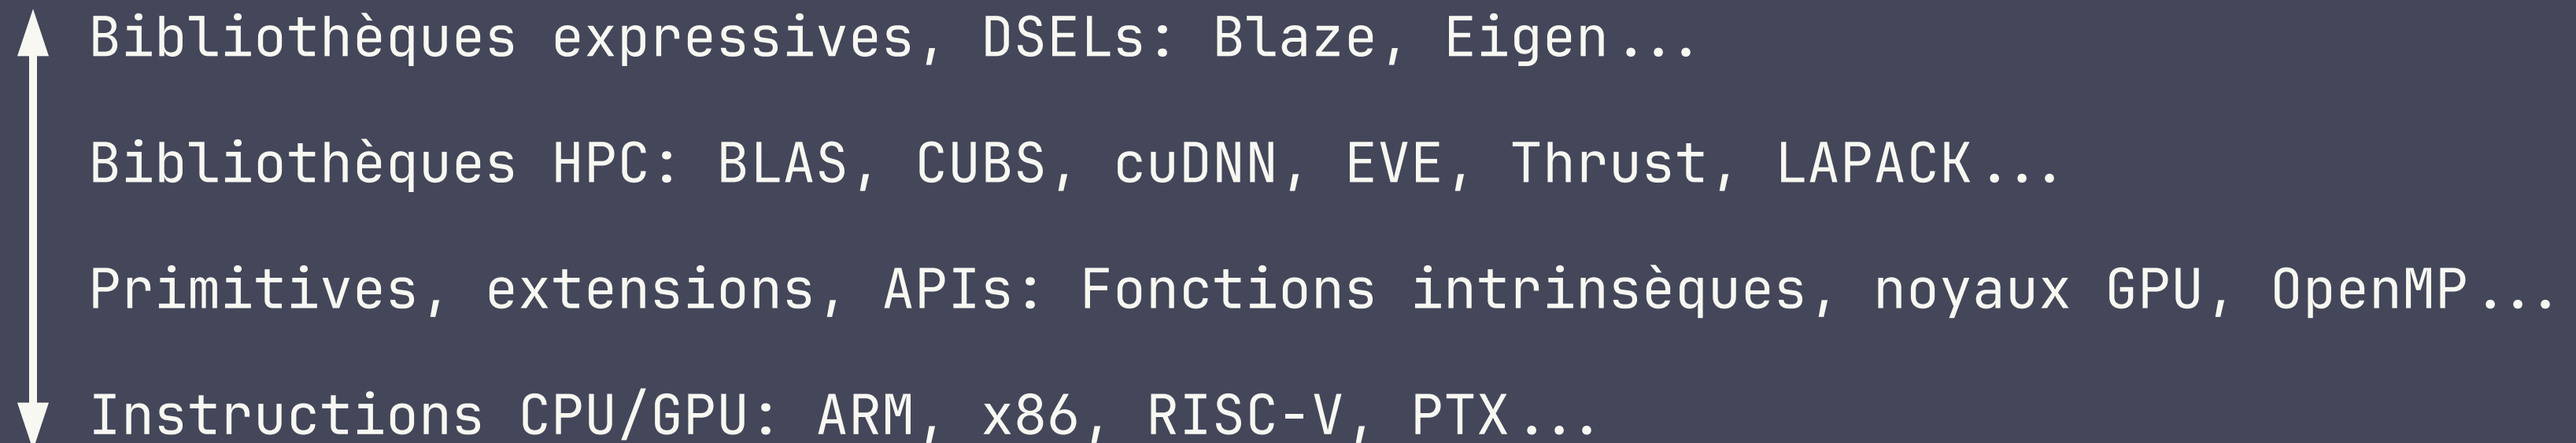 Bibliothèques expressives, DSELs: Blaze, Eigen...
Bibliothèques HPC: BLAS, CUBS, cuDNN, EVE, Thrust, LAPACK...
Primitives, extensions, APIs: Fonctions intrinsèques, noyaux GPU, OpenMP...
Instructions CPU/GPU: ARM, x86, RISC-V, PTX...